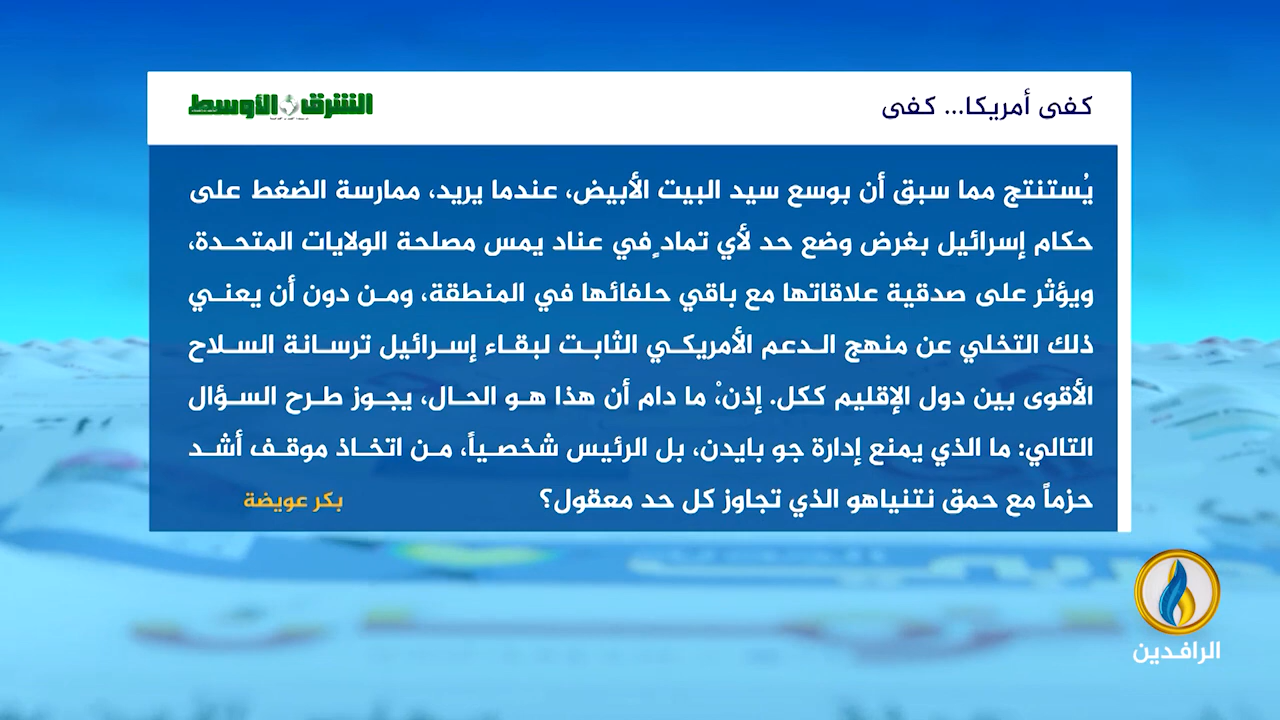 كفى أمريكا... كفى
الشرق الأوسط
يُستنتج مما سبق أن بوسع سيد البيت الأبيض، عندما يريد، ممارسة الضغط على
حكام إسرائيل بغرض وضع حد لأي تمادٍ في عناد يمس مصلحة الولايات المتحدة،
ويؤثر على صدقية علاقاتها مع باقي حلفائها في المنطقة، ومن دون أن يعني
ذلك التخلي عن منهج الدعم الأمريكي الثابت لبقاء إسرائيل ترسانة السلاح
الأقوى بين دول الإقليم ككل. إذن،ْ ما دام أن هذا هو الحال، يجوز طرح السؤال
التالي: ما الذي يمنع إدارة جو بايدن، بل الرئيس شخصياً، من اتخاذ موقف أشد
حزماً مع حمق نتنياهو الذي تجاوز كل حد معقول؟
بكر عويضة
الرافدين